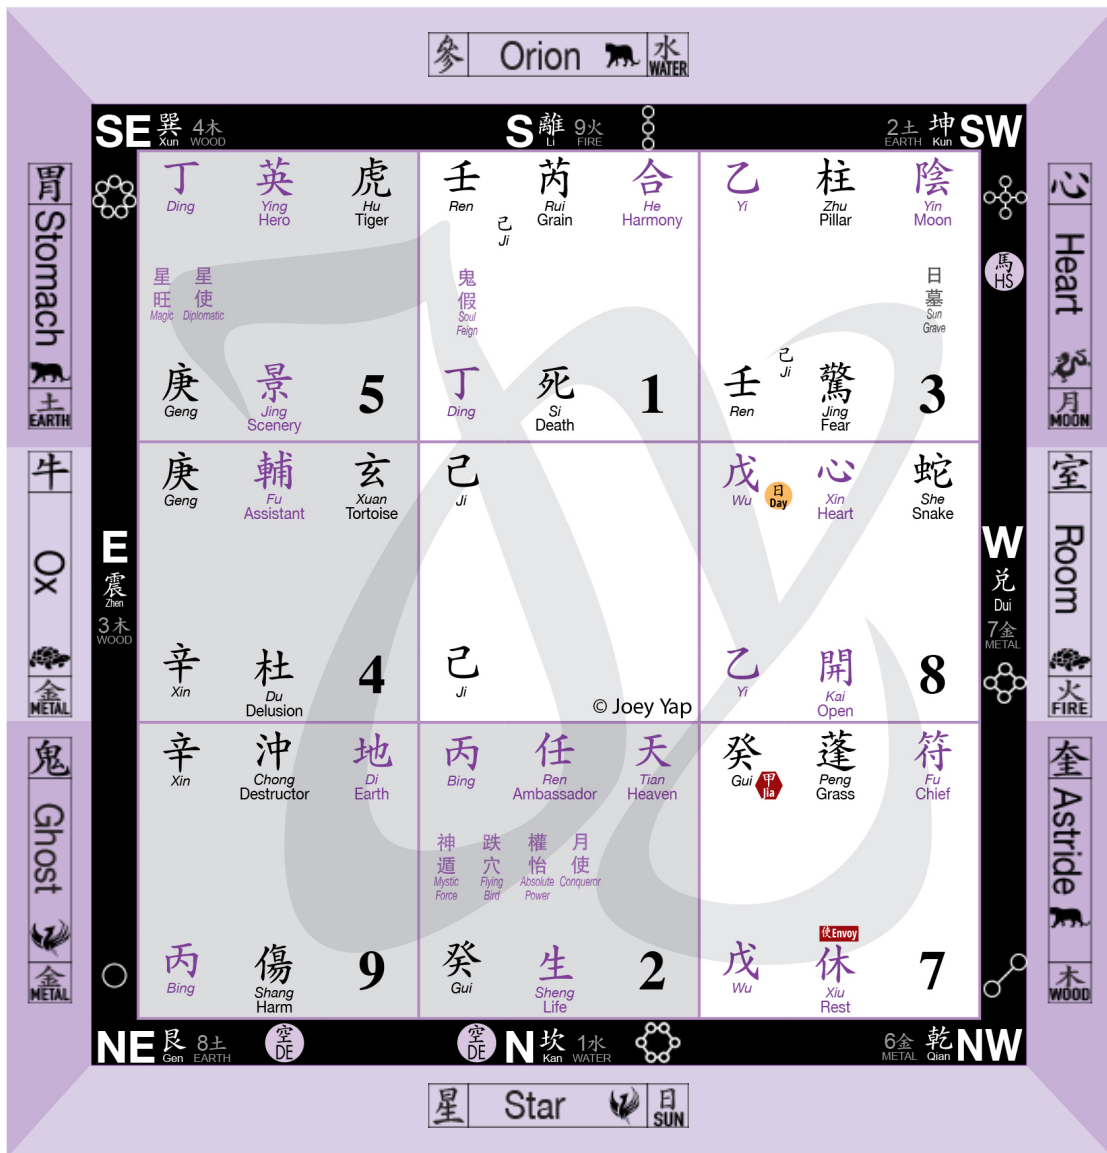 參 Orion 水 WATER
SE 巽 Xun 4木 WOOD
S 離 Li 9火 FIRE
2土 EARTH 坤 Kun SW
胃 Stomach 土 EARTH
牛 Ox 金 METAL
鬼 Ghost 金 METAL
丁 英 虎
Ding Ying Hu
Hero Tiger
星旺 星使
Magic Diplomatic
庚 景 5
Geng Jing
Scenery
壬 芮 合
Ren Rui He
Grain Harmony
己
Ji
鬼假
Soul Feign
丁 死 1
Ding Si
Death
乙 柱 陰
Yi Zhu Yin
Pillar Moon
日墓
Sun Grave
己
Ji
壬 驚 3
Ren Jing
Fear
馬 HS
心 Heart 月 MOON
E 震 Zhen 3木 WOOD
庚 輔 玄
Geng Fu Xuan
Assistant Tortoise
辛 杜 4
Xin Du
Delusion
己
Ji
己
Ji
© Joey Yap
戊 日 Day 心 蛇
Wu Xin She
Heart Snake
乙 開 8
Yi Kai
Open
W 兌 Dui 7金 METAL
室 Room 火 FIRE
辛 沖 地
Xin Chong Di
Destructor Earth
丙 傷 9
Bing Shang
Harm
丙 任 天
Bing Ren Tian
Ambassador Heaven
神遁 跌穴 權怡 月使
Mystic Force Flying Bird Absolute Power Conqueror
癸 生 2
Gui Sheng
Life
癸 甲 Jia 蓬 符
Gui Peng Fu
Grass Chief
使 Envoy
戊 休 7
Wu Xiu
Rest
奎 Astride 木 WOOD
NE 艮 Gen 8土 EARTH
空 DE
空 DE
N 坎 Kan 1水 WATER
6金 METAL 乾 Qian NW
星 Star 日 SUN